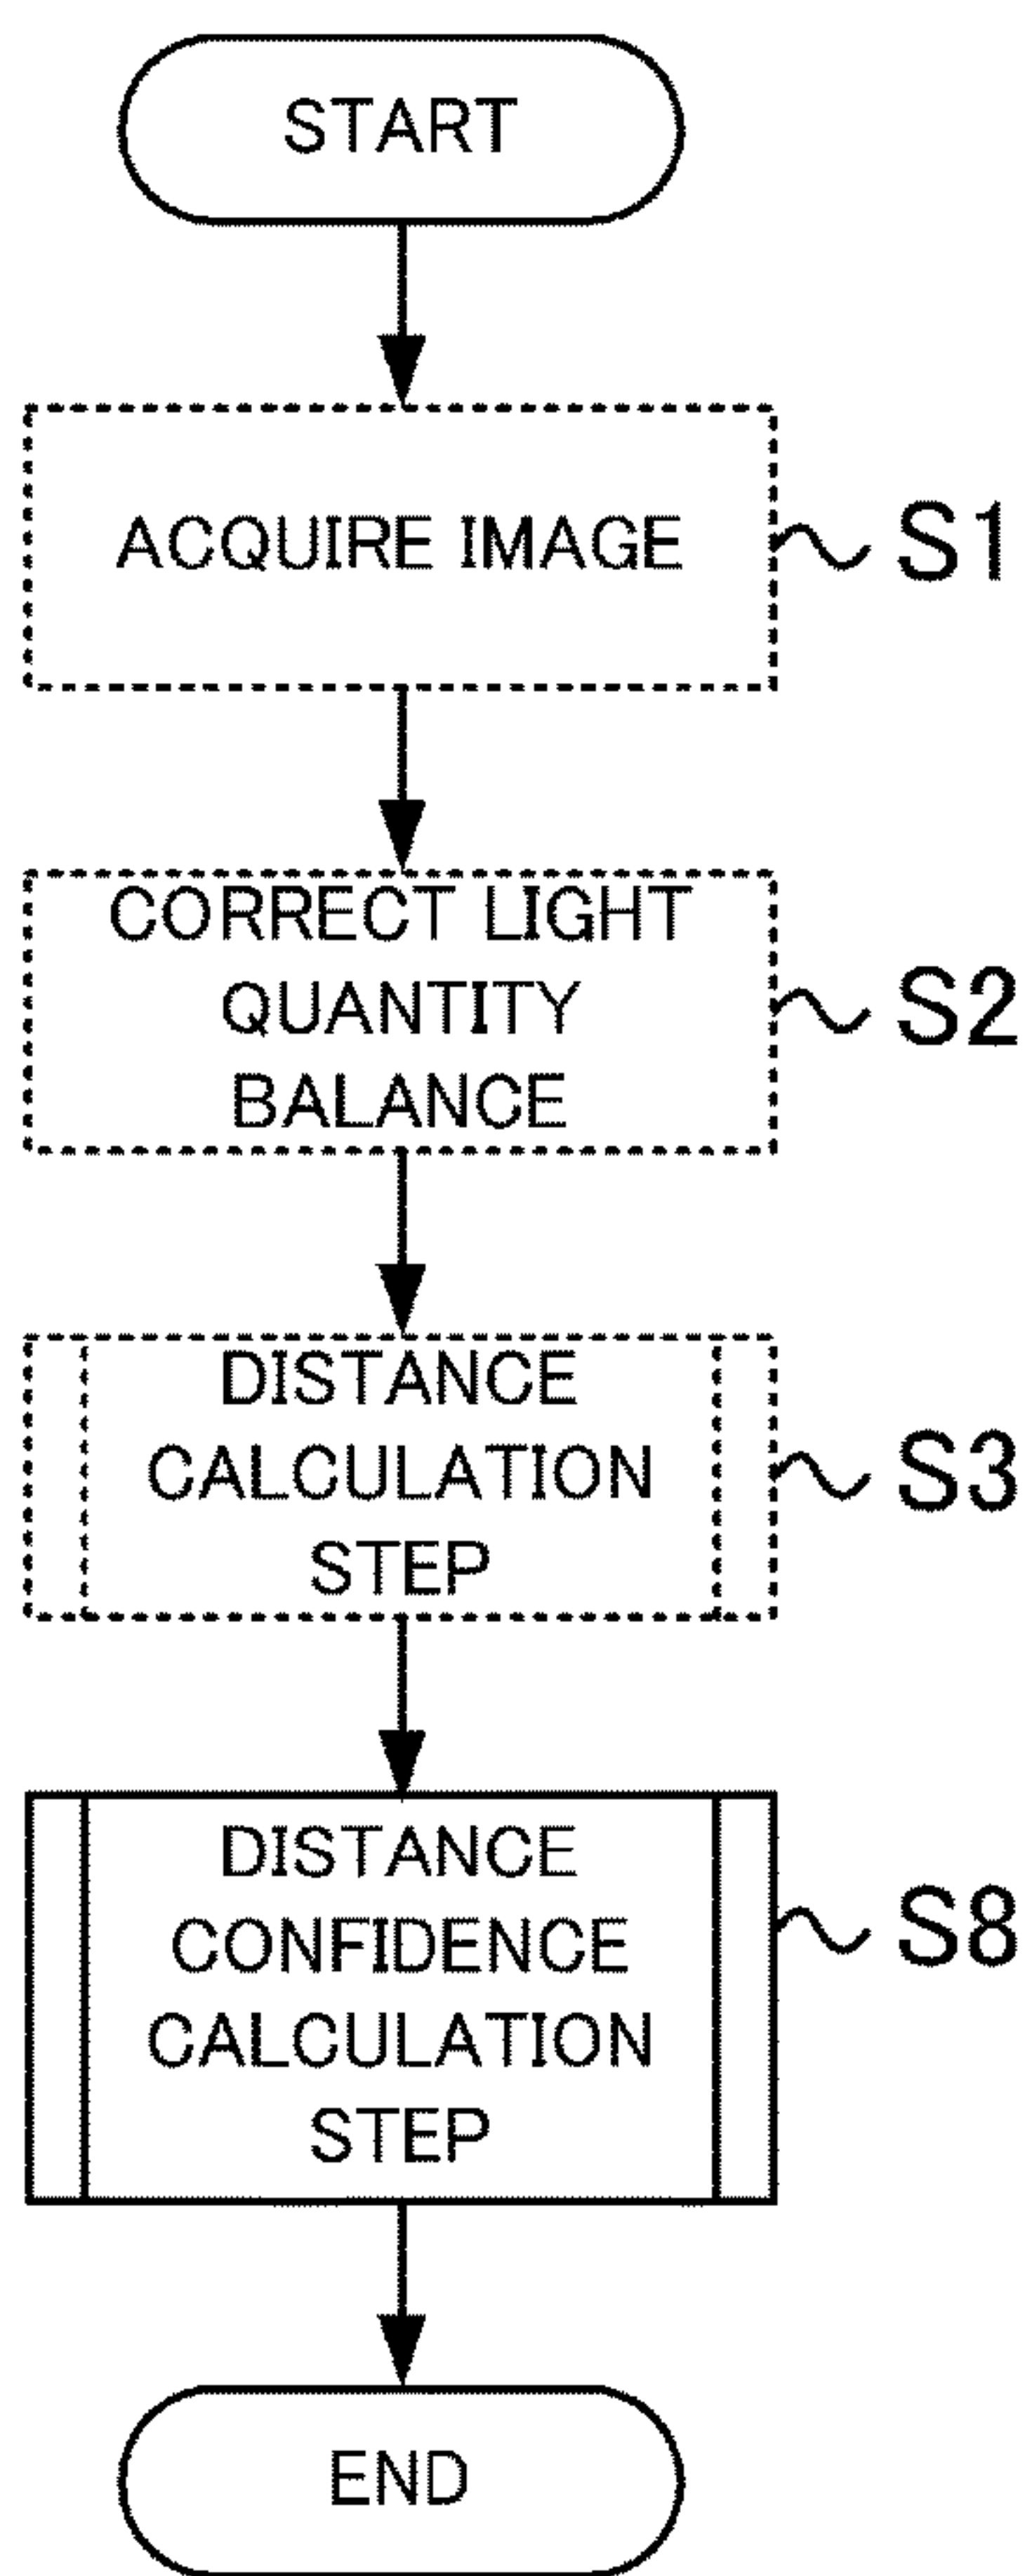 START
ACQUIRE IMAGE
S1
CORRECT LIGHT
QUANTITY
BALANCE
S2
DISTANCE
CALCULATION
STEP
S3
DISTANCE
CONFIDENCE
CALCULATION
STEP
S8
END